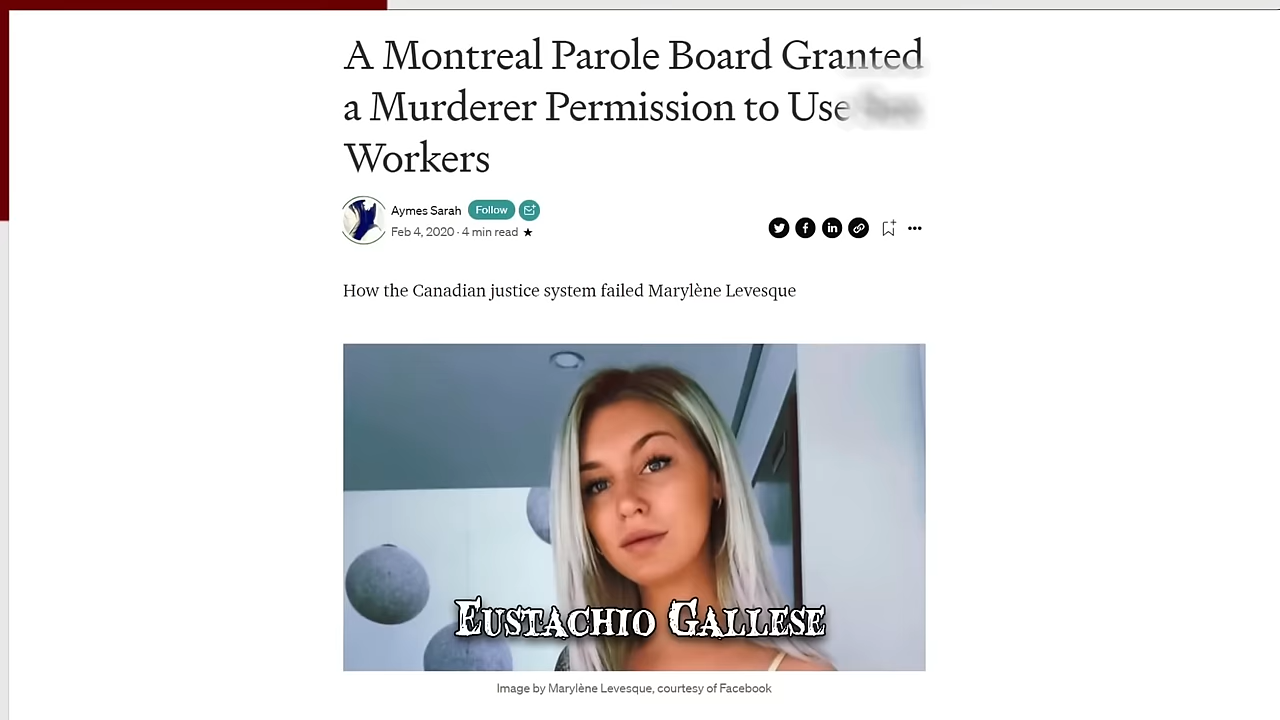 A Montreal Parole Board Granted
a Murderer Permission to Use
Workers
Aymes Sarah Follow
Feb 4, 2020 · 4 min read ★
How the Canadian justice system failed Marylène Levesque
EUSTACHIO GALLESE
Image by Marylène Levesque, courtesy of Facebook